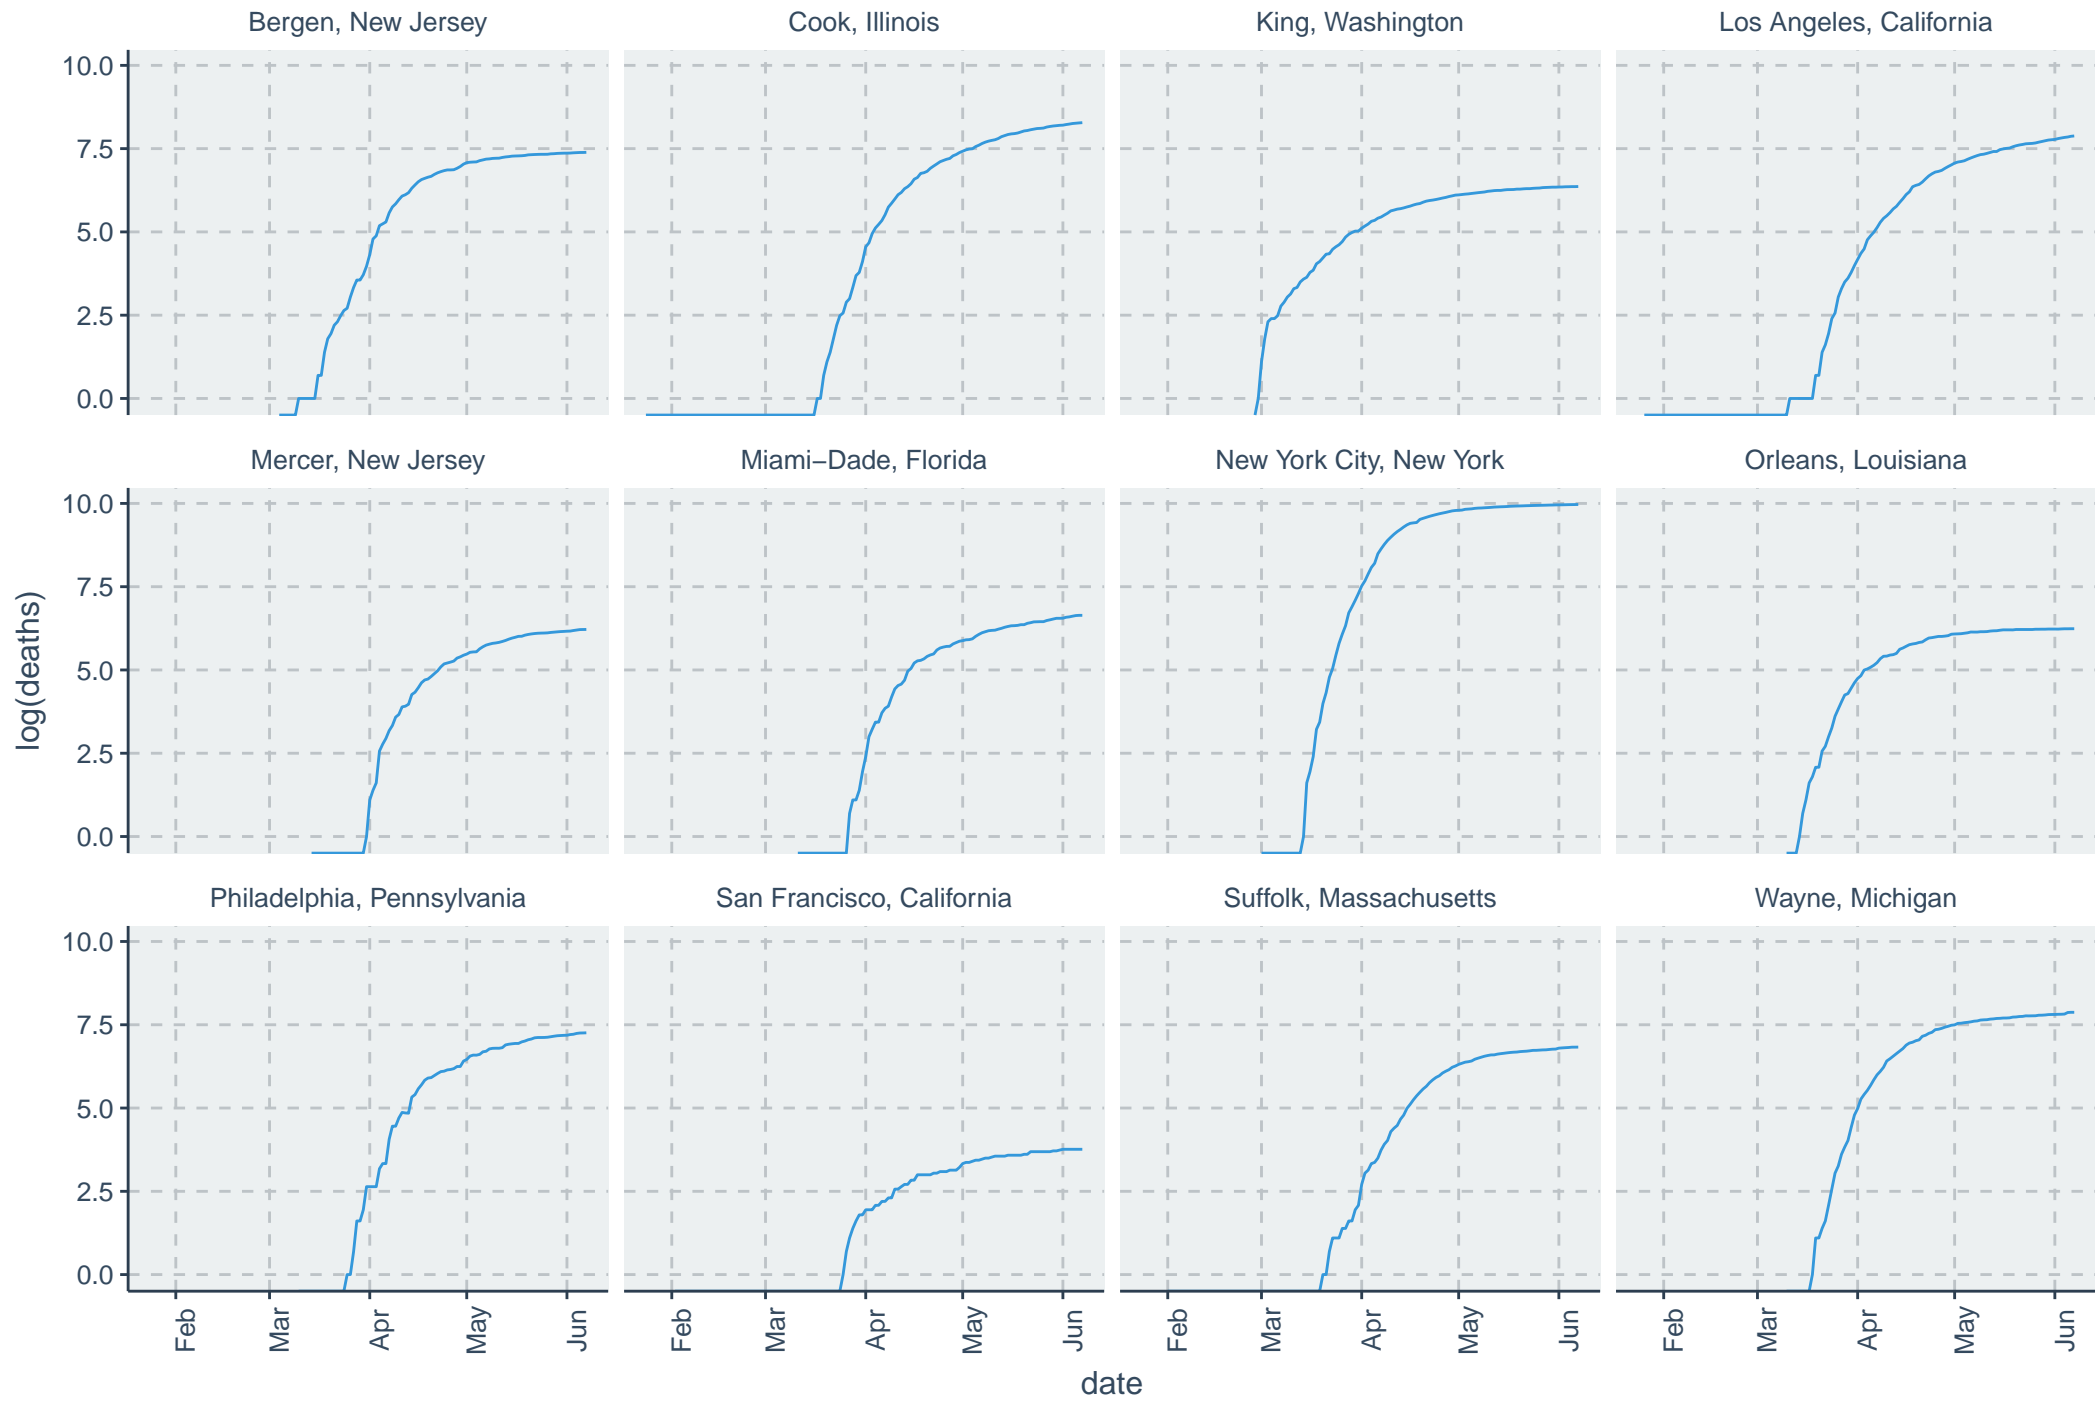 Bergen, New Jersey
Cook, Illinois
King, Washington
Los Angeles, California
10.0
7.5
5.0
2.5
0.0
Mercer, New Jersey
Miami−Dade, Florida
New York City, New York
Orleans, Louisiana
10.0
7.5
5.0
2.5
0.0
log(deaths)
Philadelphia, Pennsylvania
San Francisco, California
Suffolk, Massachusetts
Wayne, Michigan
10.0
7.5
5.0
2.5
0.0
Feb Mar Apr May Jun
Feb Mar Apr May Jun
Feb Mar Apr May Jun
Feb Mar Apr May Jun
date